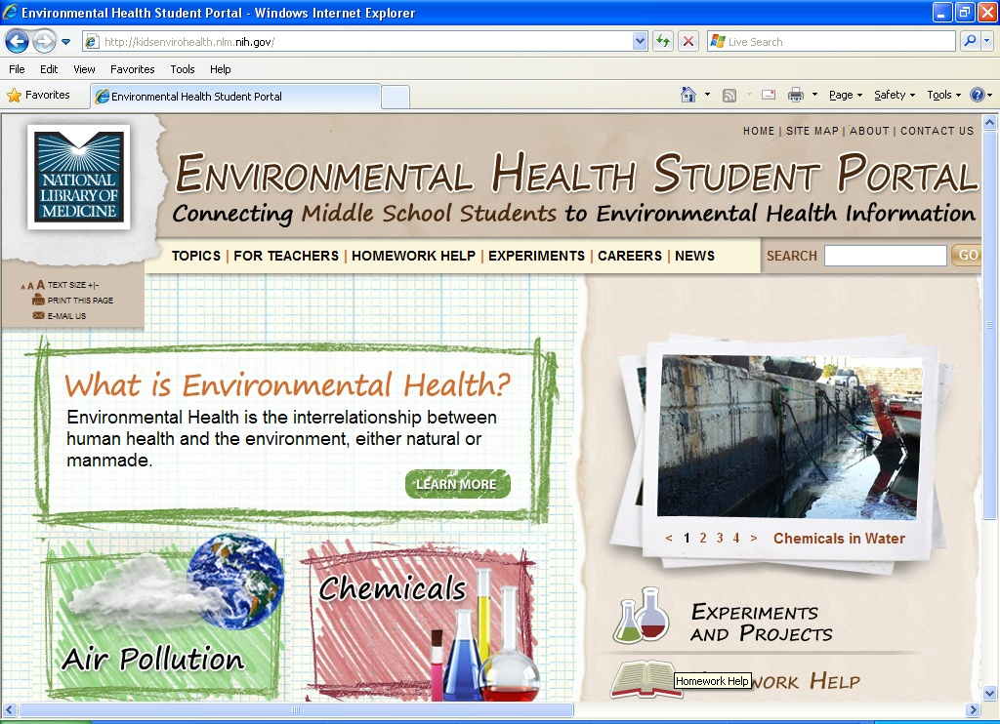 Environmental Health Student Portal - Windows Internet Explorer
http://kidsenvirohealth.nlm.nih.gov/
Live Search
File Edit View Favorites Tools Help
Favorites
Environmental Health Student Portal
Page Safety Tools
HOME | SITE MAP | ABOUT | CONTACT US
NATIONAL
LIBRARY OF
MEDICINE
ENVIRONMENTAL HEALTH STUDENT PORTAL
Connecting Middle School Students to Environmental Health Information
TOPICS | FOR TEACHERS | HOMEWORK HELP | EXPERIMENTS | CAREERS | NEWS
SEARCH GO
A A A TEXT SIZE +|-
PRINT THIS PAGE
E-MAIL US
What is Environmental Health?
Environmental Health is the interrelationship between
human health and the environment, either natural or
manmade.
LEARN MORE
< 1 2 3 4 > Chemicals in Water
Air Pollution
Chemicals
EXPERIMENTS
AND PROJECTS
Homework Help
WORK HELP